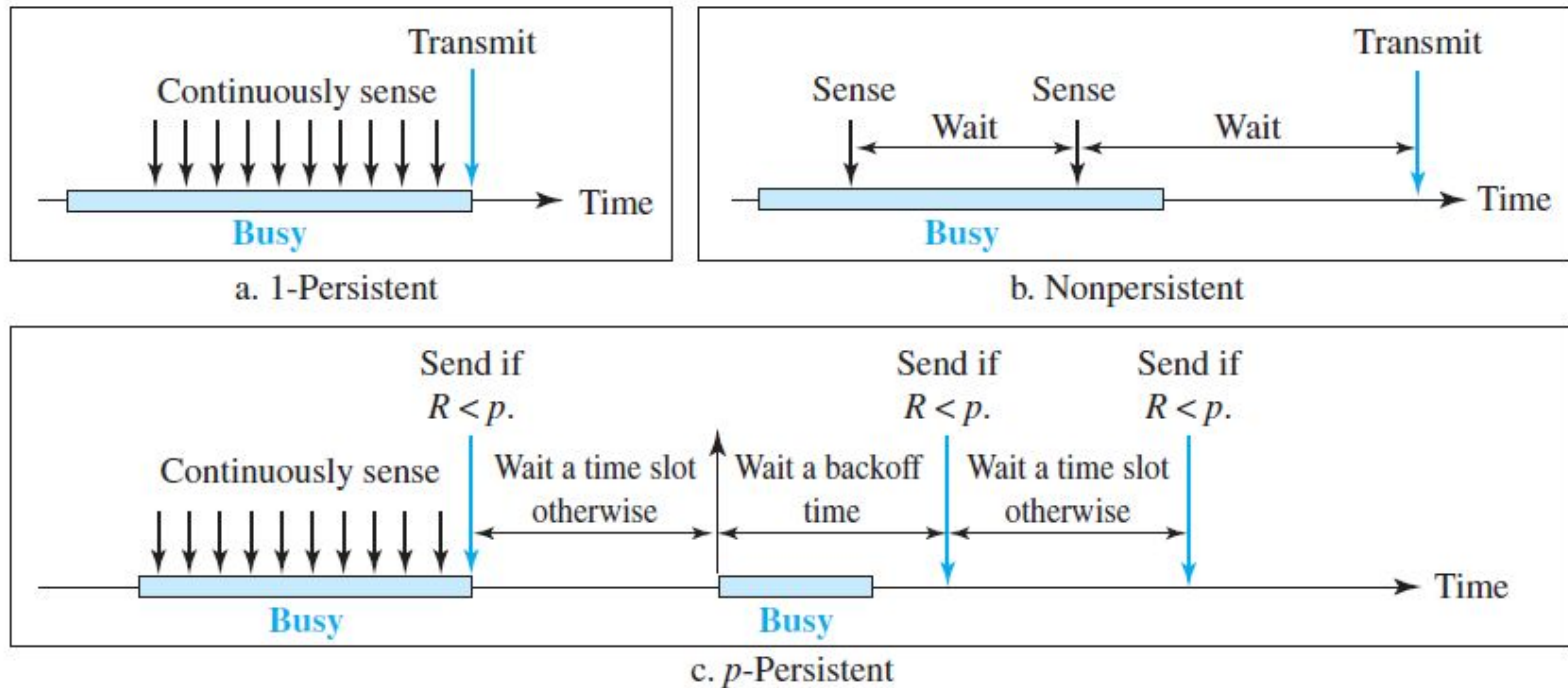 Transmit
Continuously sense
Time
Busy
a. 1-Persistent
Transmit
Sense
Sense
Wait
Wait
Time
Busy
b. Nonpersistent
Send if
R < p.
Send if
R < p.
Send if
R < p.
Continuously sense
Wait a time slot
otherwise
Wait a backoff
time
Wait a time slot
otherwise
Time
Busy
Busy
c. p-Persistent